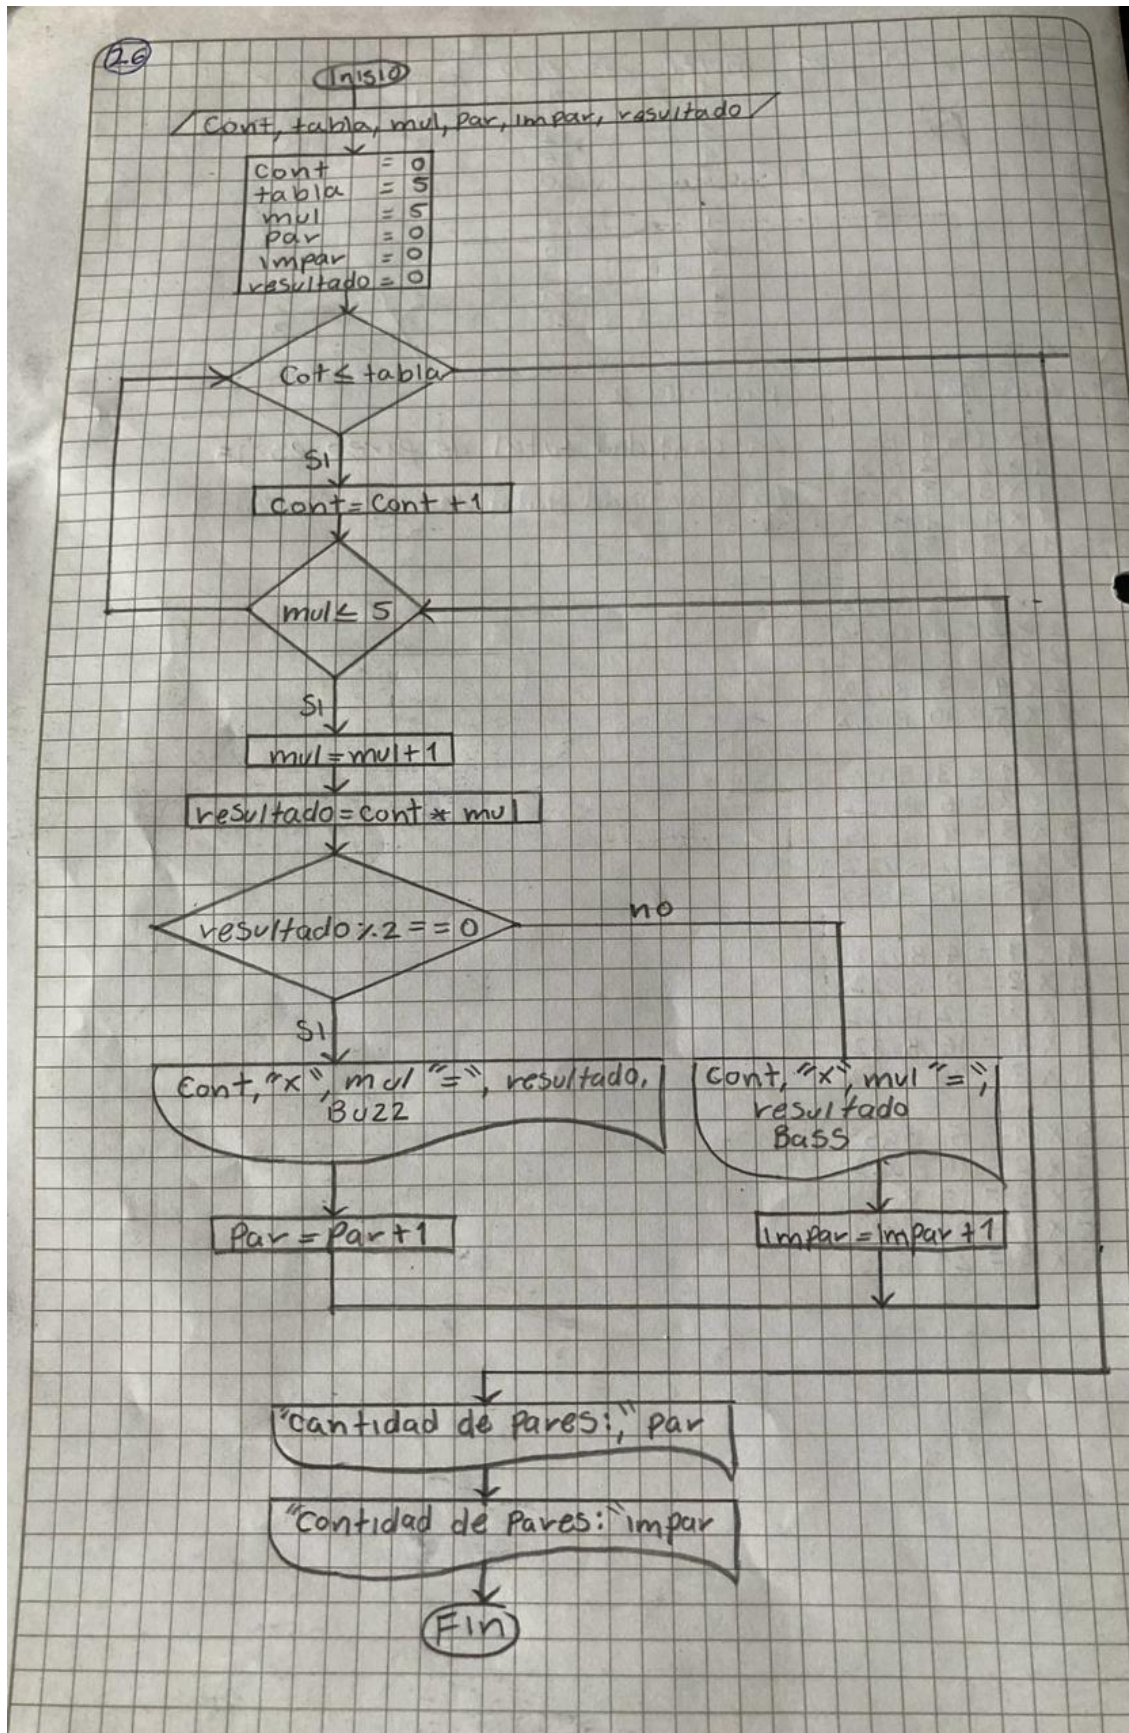 26
Inisio
Cont, tabla, mul, par, impar, resultado
cont = 0
tabla = 5
mul = 5
par = 0
impar = 0
resultado = 0
Cot ≤ tabla
SI
Cont = Cont + 1
mul ≤ 5
SI
mul = mul + 1
resultado = cont * mul
resultado % 2 = = 0
no
SI
Cont, "x", mul "=", resultado,
BUZZ
Cont, "x", mul "=",
resultado
Bass
Par = Par + 1
impar = impar + 1
"Cantidad de Pares:," par
"Contidad de Pares:" impar
Fin